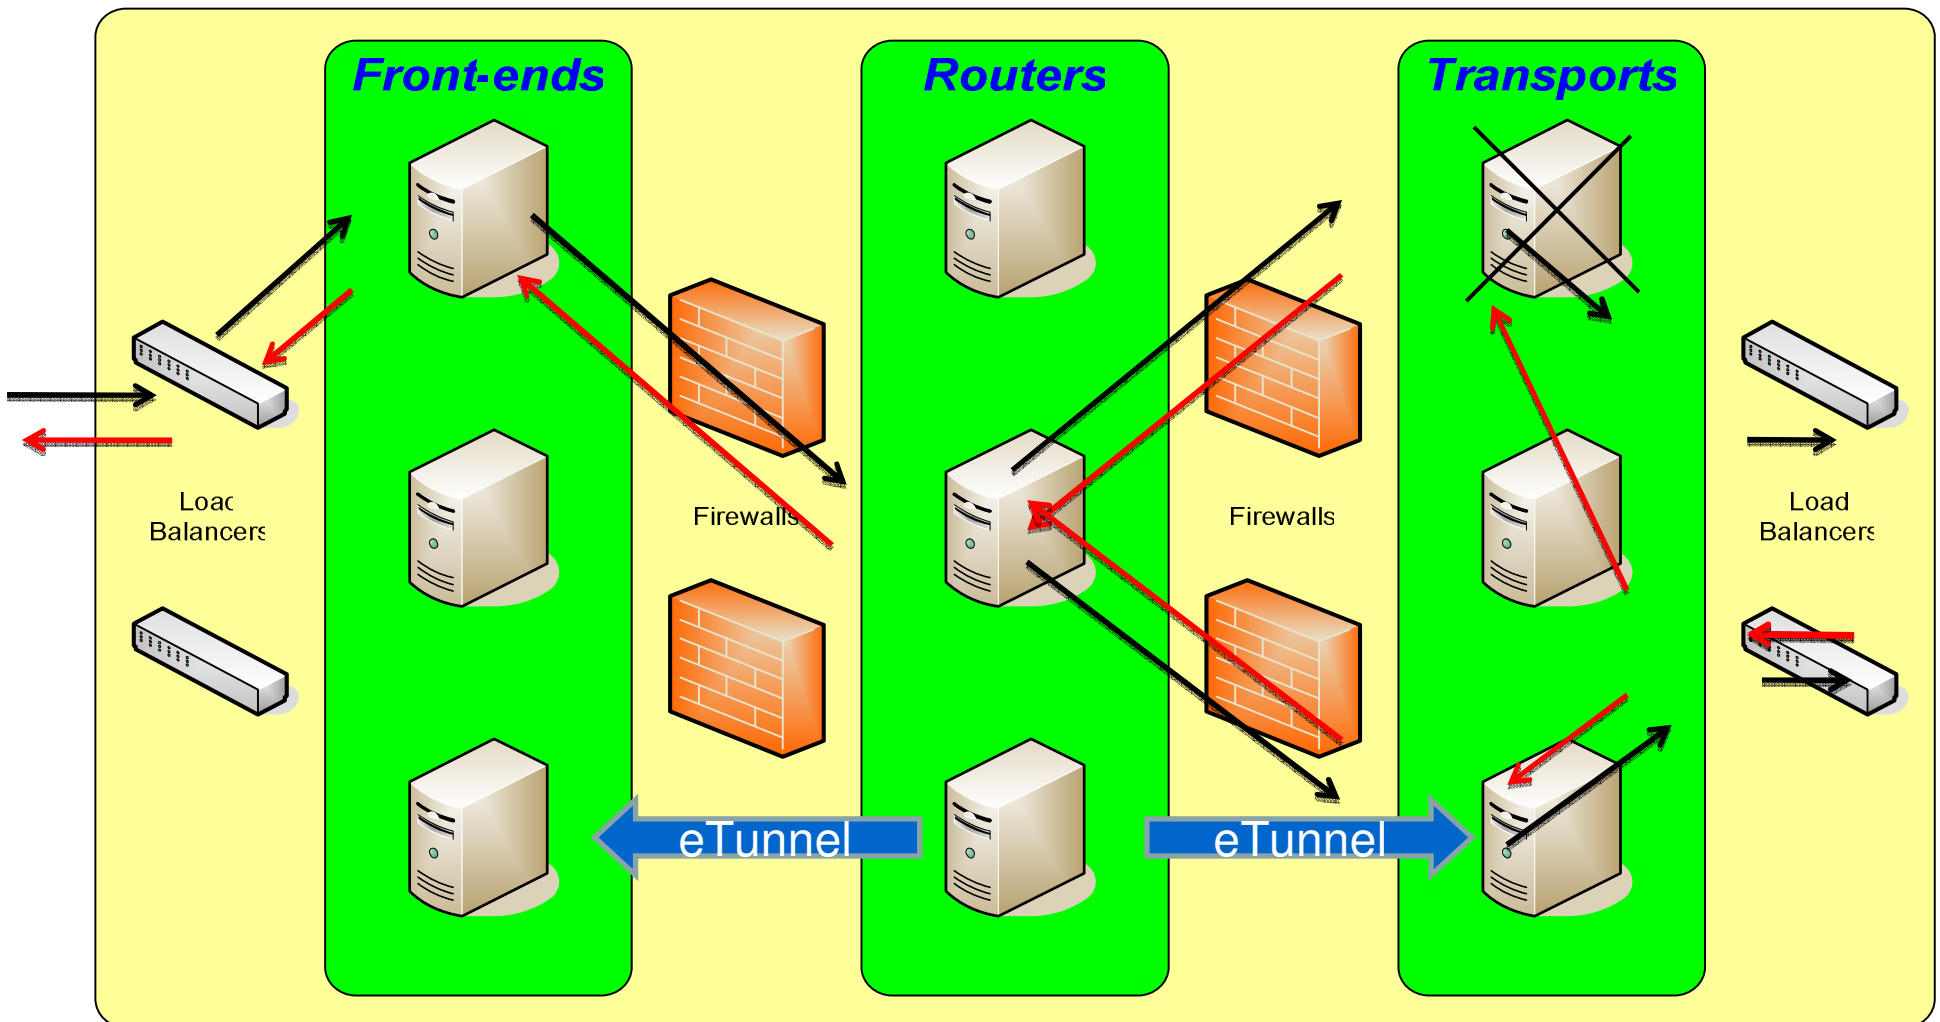 Front-ends
Routers
Transports
Load
Balancers
Firewalls
Firewalls
Load
Balancers
eTunnel
eTunnel